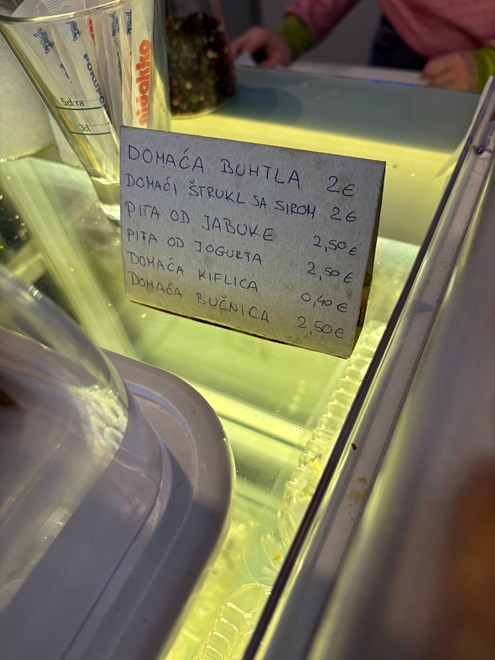 DOMAĆA BUHTLA 2€
DOMAĆI ŠTRUKL SA SIROM 2€
PITA OD JABUKE 2,50€
PITA OD JOGURTA 2,50€
DOMAĆA KIFLICA 0,40€
DOMAĆA BUČNICA 2,50€